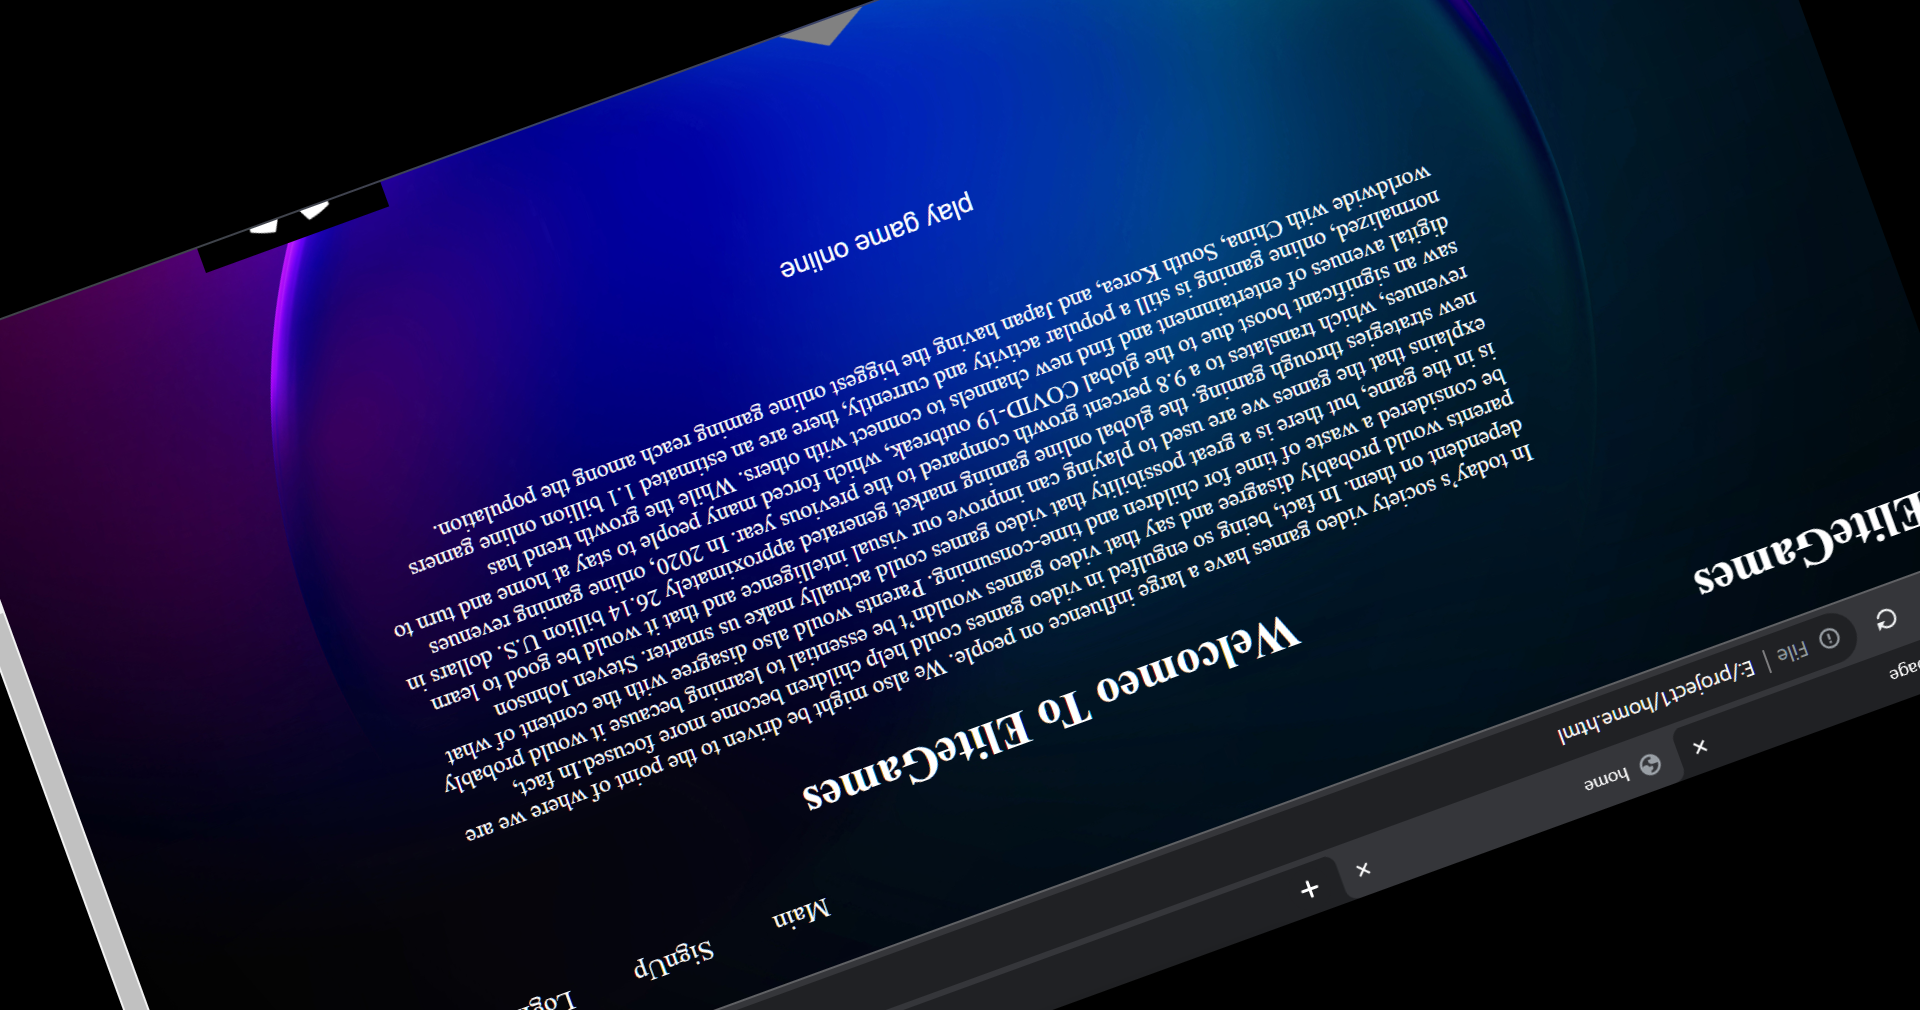 home
File | E:/project1/home.html
EliteGames
Main
SignUp
Welcomeo To EliteGames
In today's society video games have a large influence on people. We also might be driven to the point of where we are
dependent on them. In fact, being so engulfed in video games could help children become more focused.In fact,
parents would probably disagree and say that video games wouldn't be essential to learning because it would probably
be considered a waste of time for children and time-consuming. Parents would also disagree with the content of what
is in the game, but there is a great possibility that video games could actually make us smarter. Steven Johnson
explains that the games we are used to playing can improve our visual intelligence and that it would be good to learn
new strategies through gaming. the global online gaming market generated approximately 26.14 billion U.S. dollars in
revenues, which translates to a 9.8 percent growth compared to the previous year. In 2020, online gaming revenues
saw an significant boost due to the global COVID-19 outbreak, which forced many people to stay at home and turn to
digital avenues of entertainment and find new channels to connect with others. While the growth trend has
normalized, online gaming is still a popular activity and currently, there are an estimated 1.1 billion online gamers
worldwide with China, South Korea, and Japan having the biggest online gaming reach among the population.
play game online